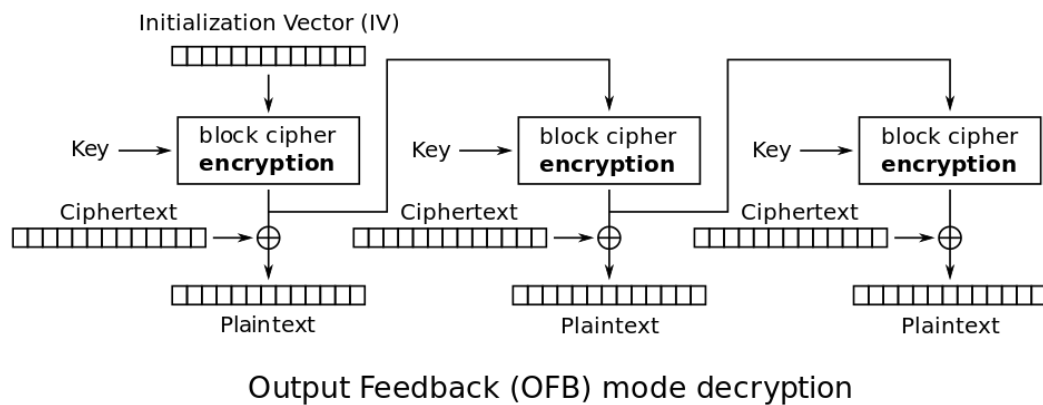 Initialization Vector (IV)
Key
block cipher
encryption
Key
block cipher
encryption
Key
block cipher
encryption
Ciphertext
Ciphertext
Ciphertext
Plaintext
Plaintext
Plaintext
Output Feedback (OFB) mode decryption